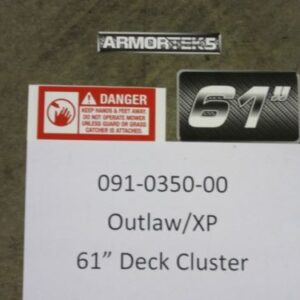 ARMORTEK5
DANGER
KEEP HANDS & FEET AWAY.
DO NOT OPERATE MOWER
UNLESS GUARD OR GRASS
CATCHER IS ATTACHED.
61"
091-0350-00
Outlaw/XP
61” Deck Cluster